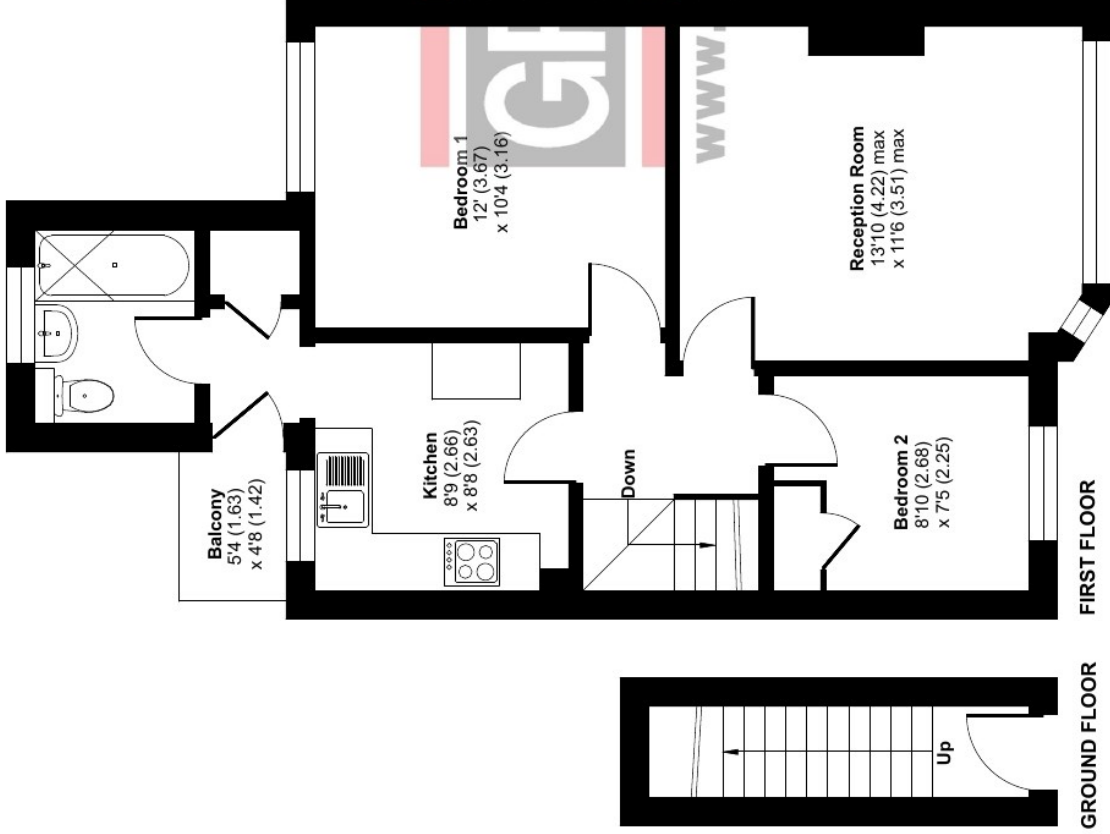 Balcony
5'4 (1.63)
x 4'8 (1.42)
Kitchen
8'9 (2.66)
x 8'8 (2.63)
Bedroom 1
12' (3.67)
x 10'4 (3.16)
Reception Room
13'10 (4.22) max
x 11'6 (3.51) max
Down
Bedroom 2
8'10 (2.68)
x 7'5 (2.25)
FIRST FLOOR
Up
GROUND FLOOR
www.